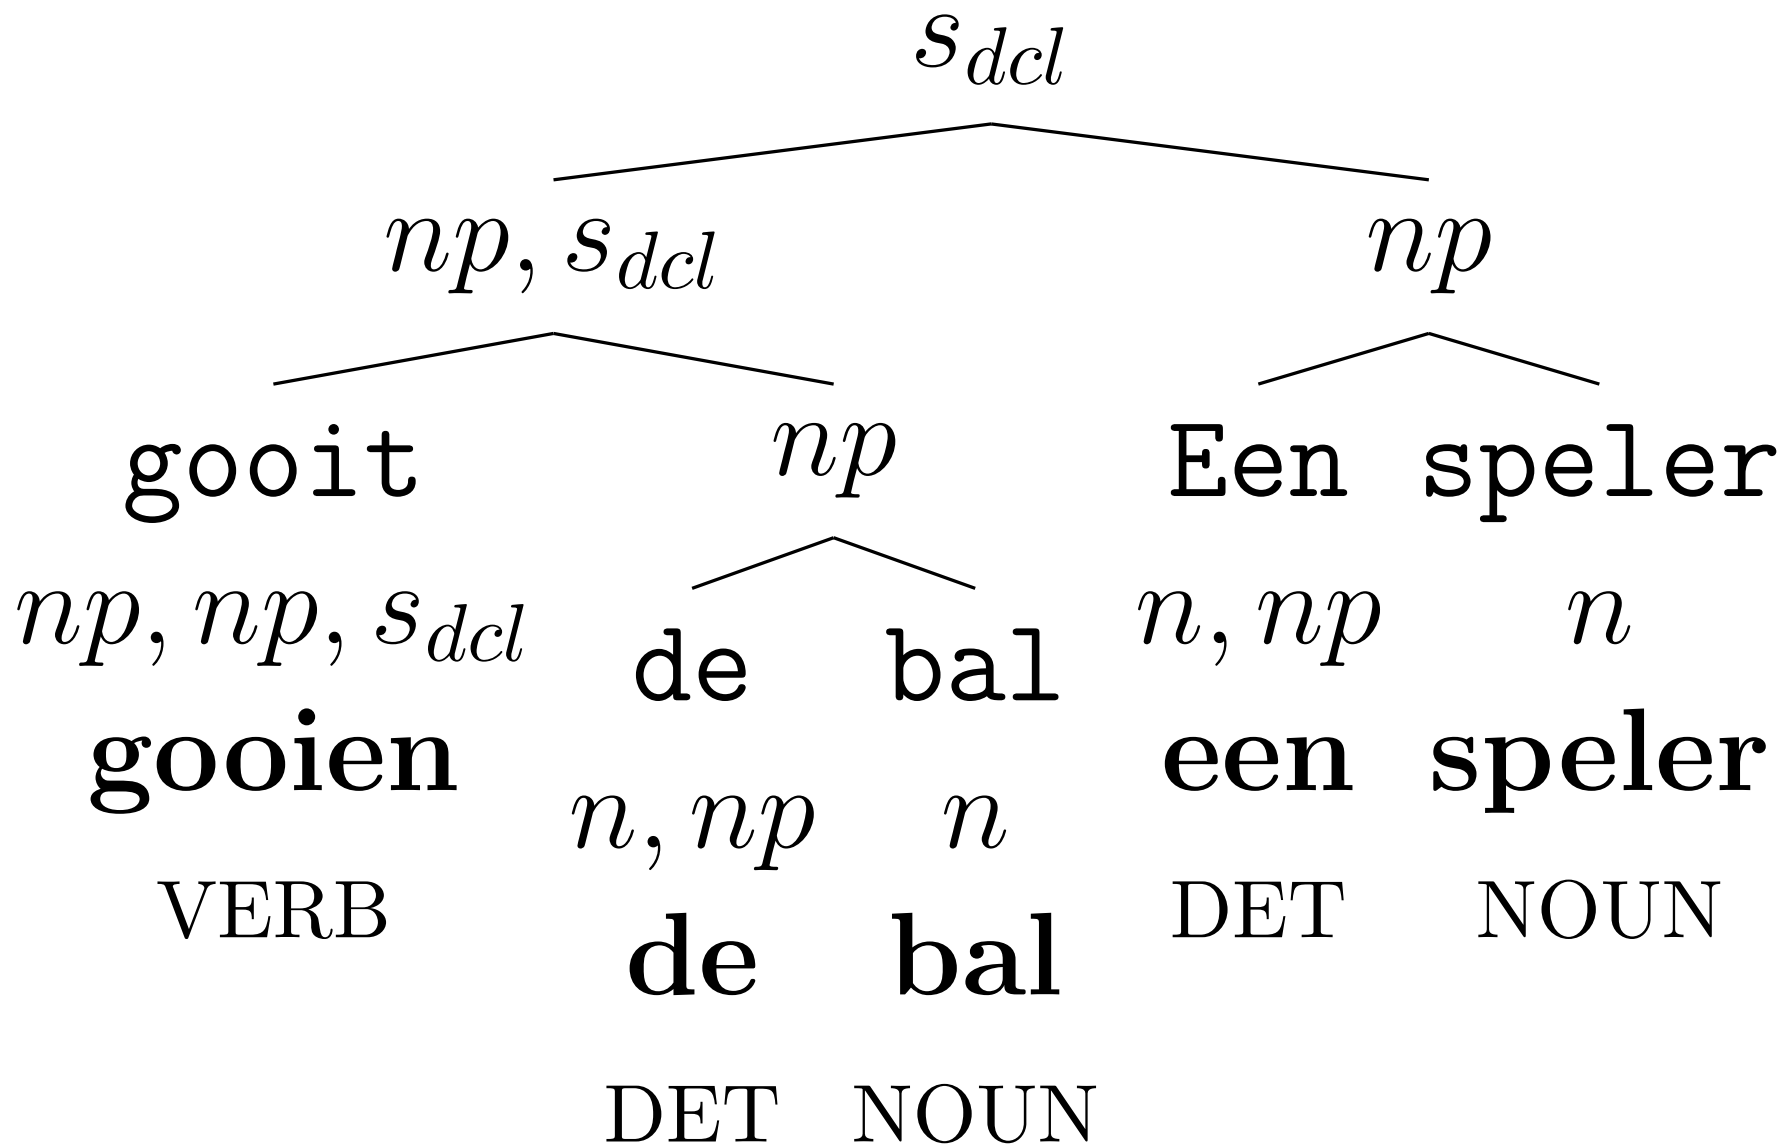 s_dcl
np, s_dcl np
gooit np Een speler
np, np, s_dcl de bal n, np n
gooien een speler
n, np n
VERB DET NOUN
de bal
DET NOUN